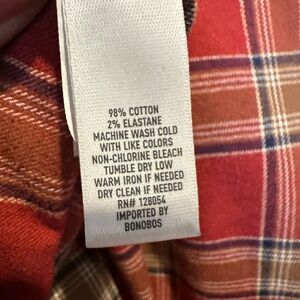 98% COTTON
2% ELASTANE
MACHINE WASH COLD
WITH LIKE COLORS
NON-CHLORINE BLEACH
TUMBLE DRY LOW
WARM IRON IF NEEDED
DRY CLEAN IF NEEDED
RN# 128054
IMPORTED BY
BONOBOS